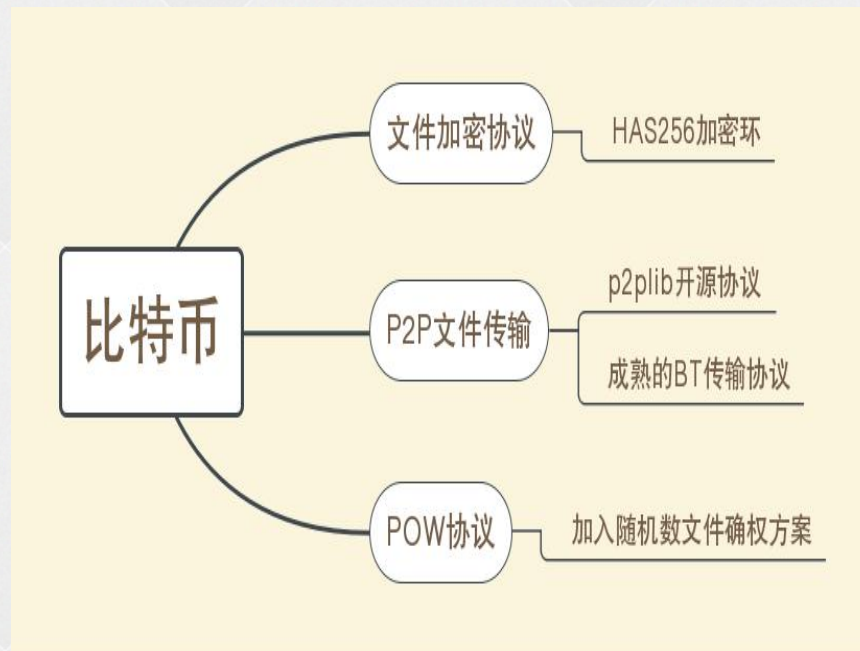 比特币
文件加密协议
HAS256加密环
P2P文件传输
p2plib开源协议
成熟的BT传输协议
POW协议
加入随机数文件确权方案